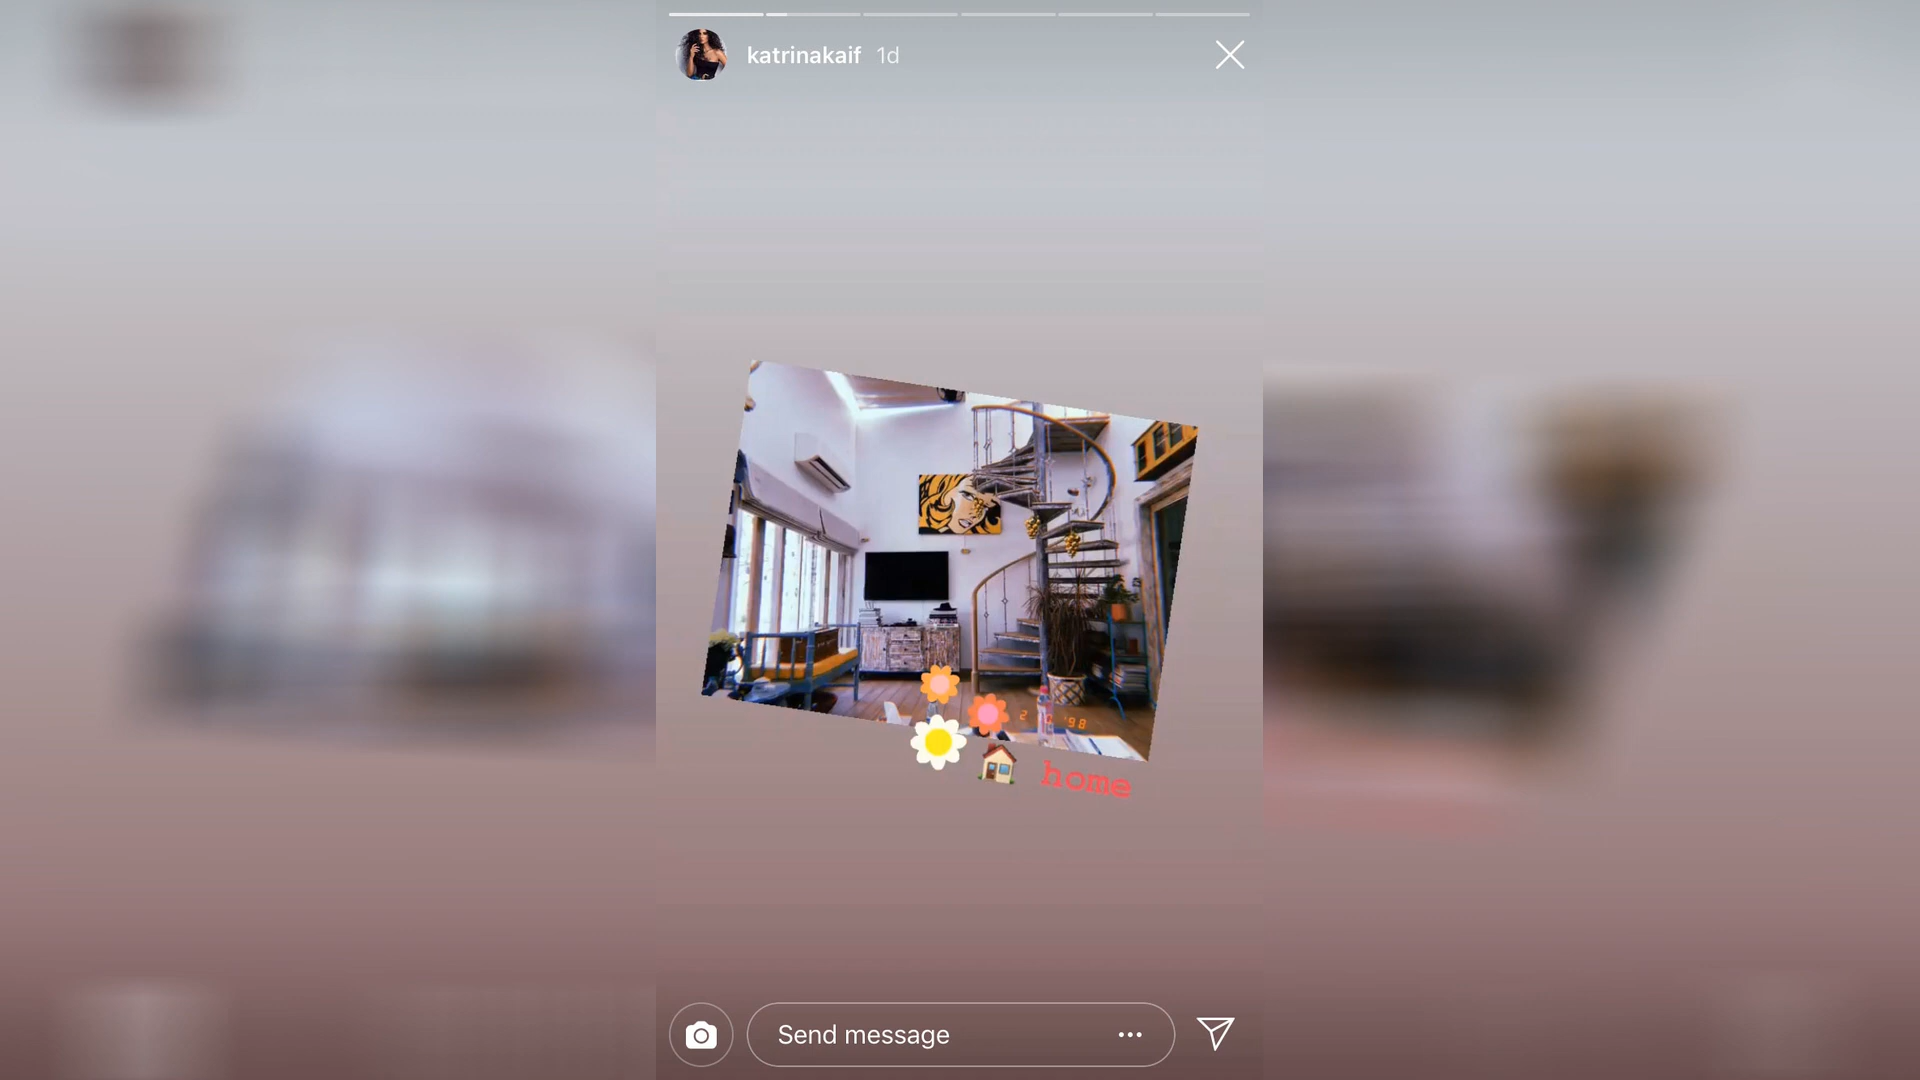 katrinakaif 1d
home
Send message